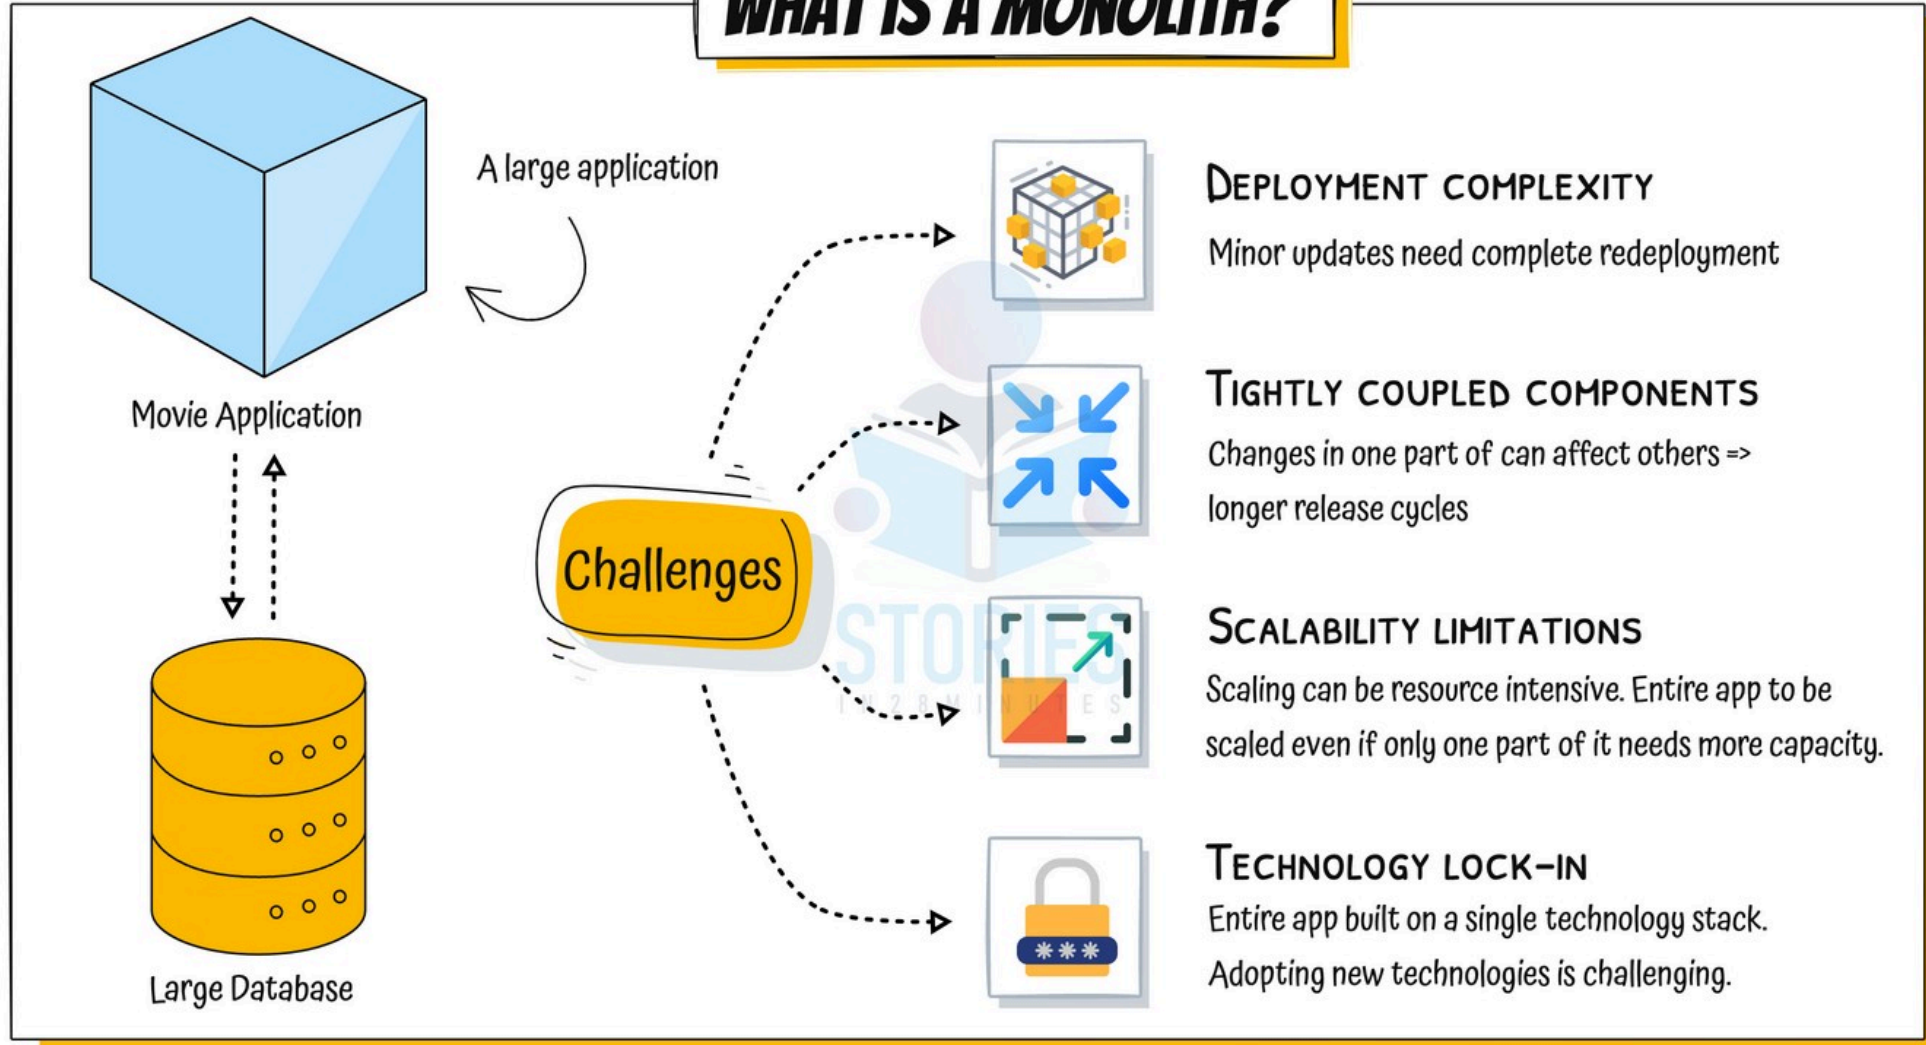 WHAT IS A MONOLITH?
A large application
Movie Application
Large Database
Challenges
DEPLOYMENT COMPLEXITY
Minor updates need complete redeployment
TIGHTLY COUPLED COMPONENTS
Changes in one part of can affect others =>
longer release cycles
SCALABILITY LIMITATIONS
Scaling can be resource intensive. Entire app to be
scaled even if only one part of it needs more capacity.
TECHNOLOGY LOCK-IN
Entire app built on a single technology stack.
Adopting new technologies is challenging.
***
STORIES
IN28MINUTES